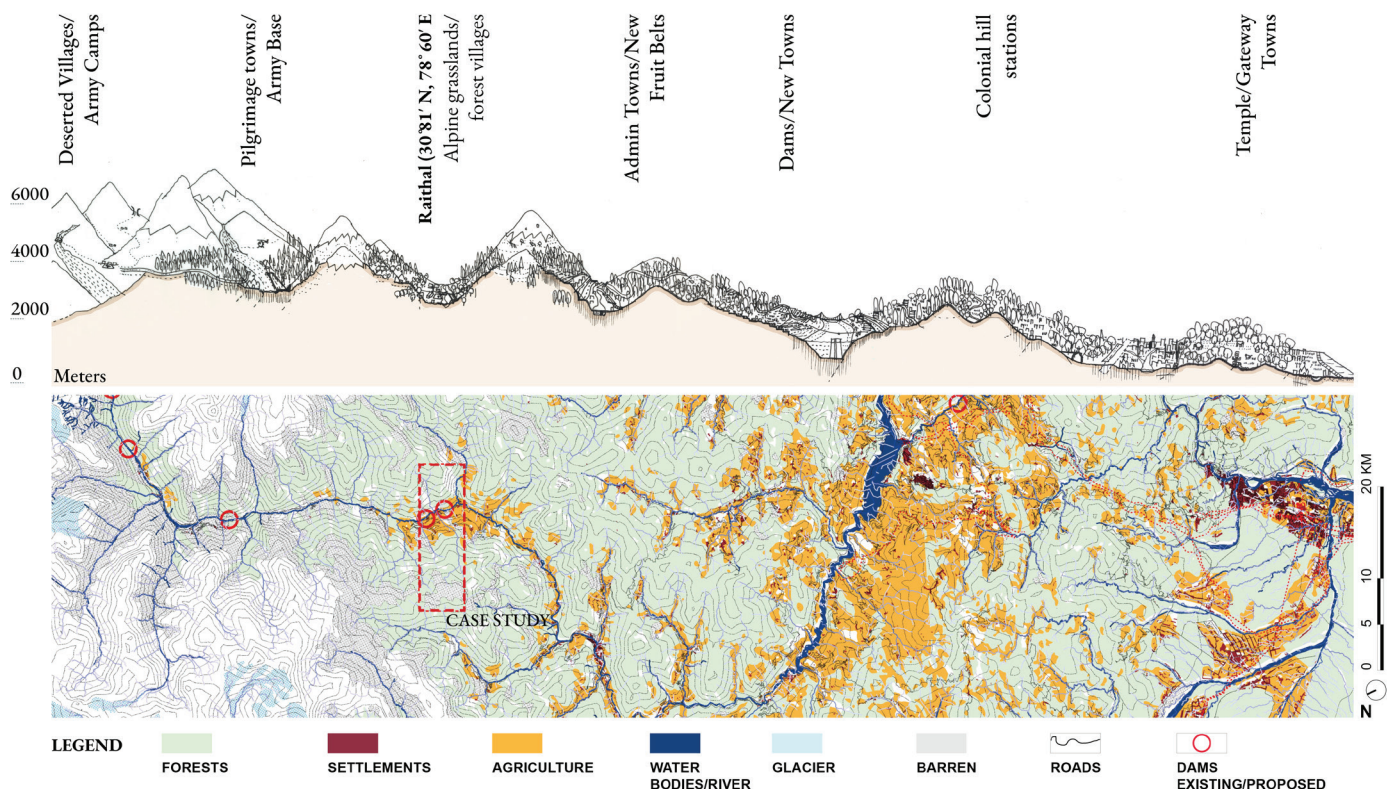 Deserted Villages/
Army Camps
Pilgrimage towns/
Army Base
Raithal (30°81′ N, 78° 60′ E
Alpine grasslands/
forest villages
Admin Towns/New
Fruit Belts
Dams/New Towns
Colonial hill
stations
Temple/Gateway
Towns
6000
4000
2000
0
Meters
CASE STUDY
20 KM
10
5
0
N
LEGEND
FORESTS
SETTLEMENTS
AGRICULTURE
WATER
BODIES/RIVER
GLACIER
BARREN
ROADS
DAMS
EXISTING/PROPOSED